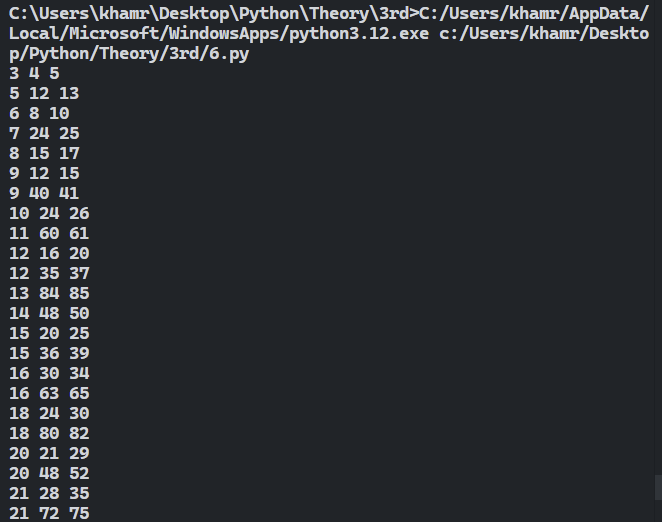 C:\Users\khamr\Desktop\Python\Theory\3rd>C:/Users/khamr/AppData/
Local/Microsoft/WindowsApps/python3.12.exe c:/Users/khamr/Deskto
p/Python/Theory/3rd/6.py
3 4 5
5 12 13
6 8 10
7 24 25
8 15 17
9 12 15
9 40 41
10 24 26
11 60 61
12 16 20
12 35 37
13 84 85
14 48 50
15 20 25
15 36 39
16 30 34
16 63 65
18 24 30
18 80 82
20 21 29
20 48 52
21 28 35
21 72 75